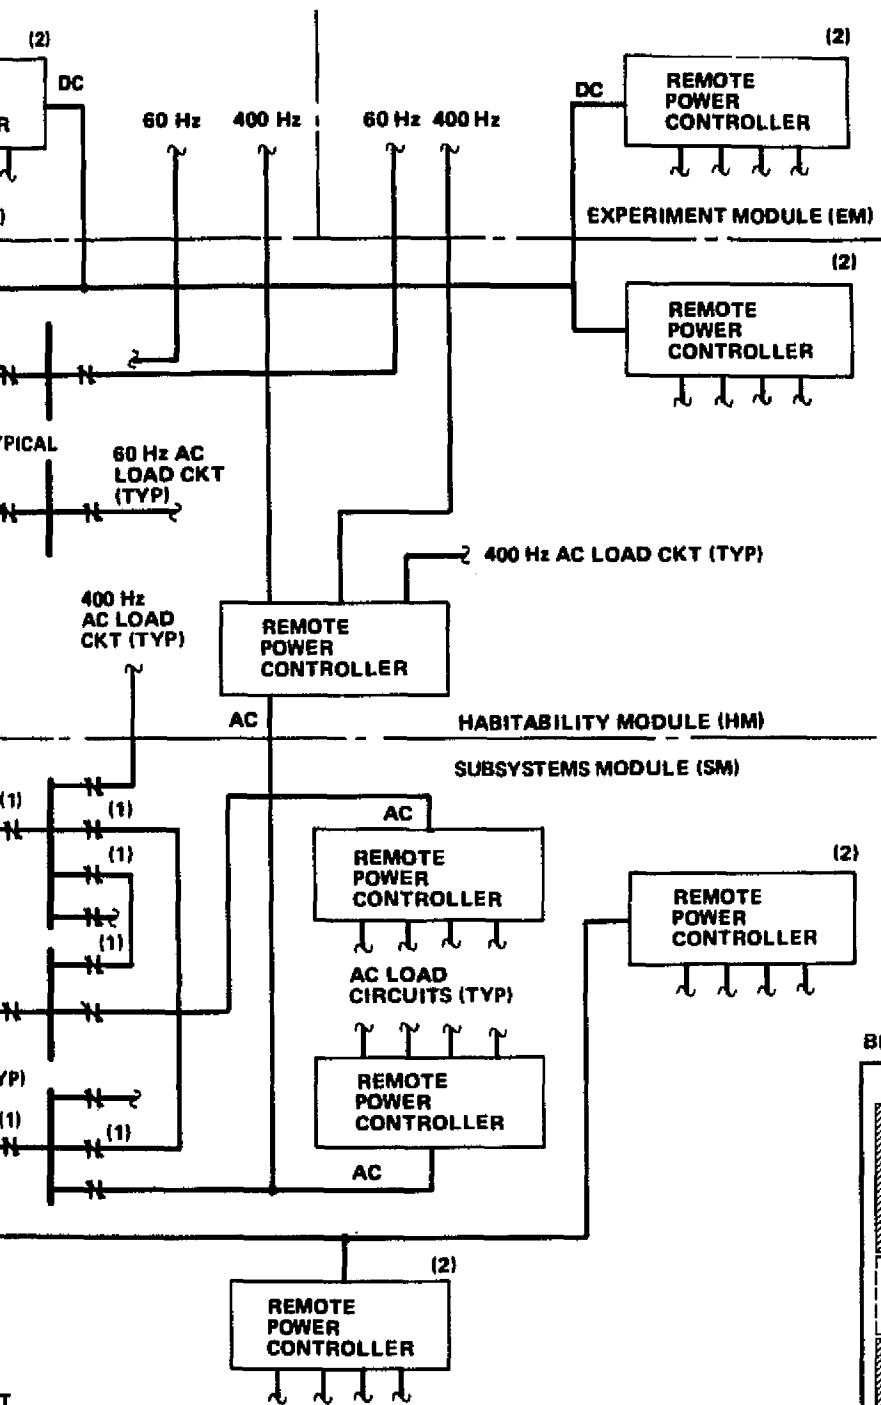 (2)
DC
R
)
60 Hz
400 Hz
60 Hz
400 Hz
(2)
DC
REMOTE
POWER
CONTROLLER
EXPERIMENT MODULE (EM)
(2)
REMOTE
POWER
CONTROLLER
YPICAL
60 Hz AC
LOAD CKT
(TYP)
400 Hz AC LOAD CKT (TYP)
400 Hz
AC LOAD
CKT (TYP)
REMOTE
POWER
CONTROLLER
AC
HABITABILITY MODULE (HM)
SUBSYSTEMS MODULE (SM)
(1)
(1)
(1)
(1)
AC
REMOTE
POWER
CONTROLLER
AC LOAD
CIRCUITS (TYP)
(2)
REMOTE
POWER
CONTROLLER
YP)
(1)
(1)
REMOTE
POWER
CONTROLLER
AC
(2)
REMOTE
POWER
CONTROLLER